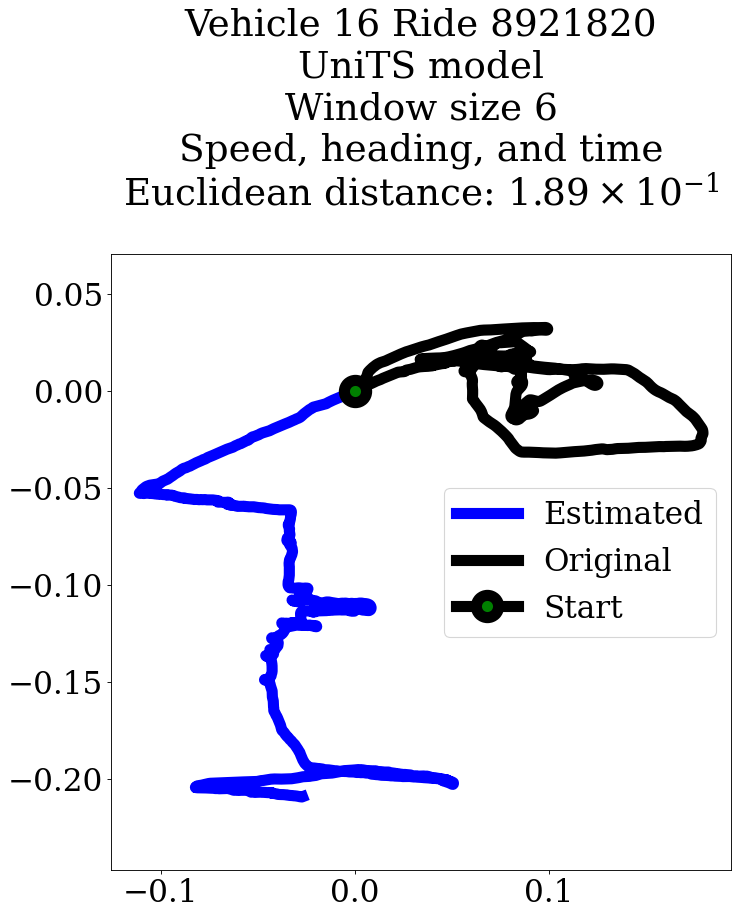 Vehicle 16 Ride 8921820
UniTS model
Window size 6
Speed, heading, and time
Euclidean distance: 1.89 × 10⁻¹
0.05
0.00
−0.05
−0.10
−0.15
−0.20
Estimated
Original
Start
−0.1 0.0 0.1